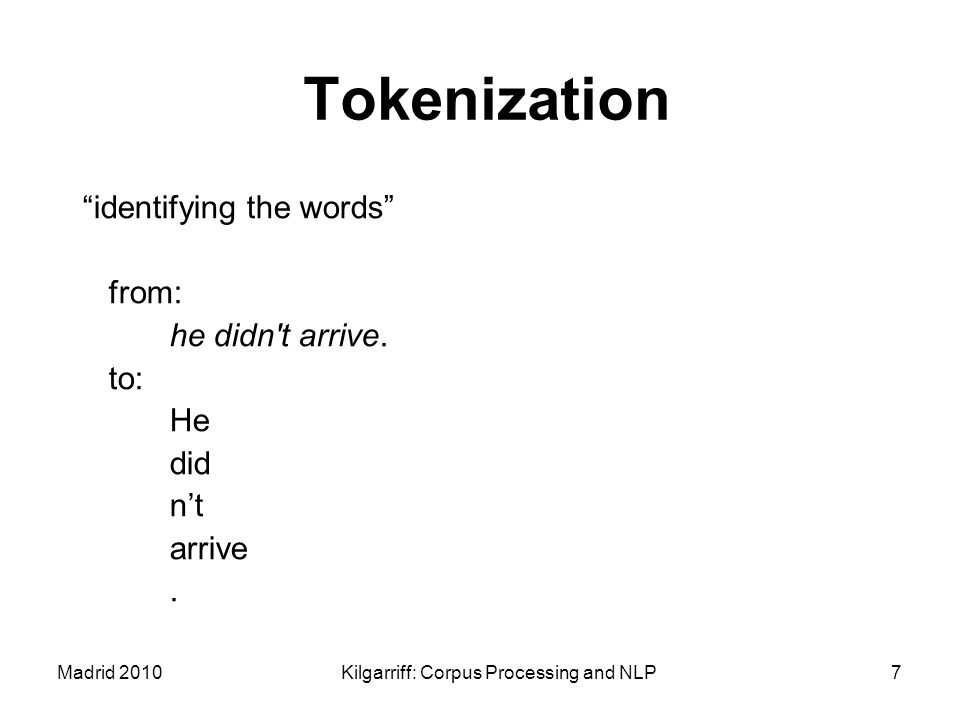 Tokenization
“identifying the words”
from:
he didn't arrive.
to:
He
did
n’t
arrive
.
Madrid 2010
Kilgarriff: Corpus Processing and NLP
7